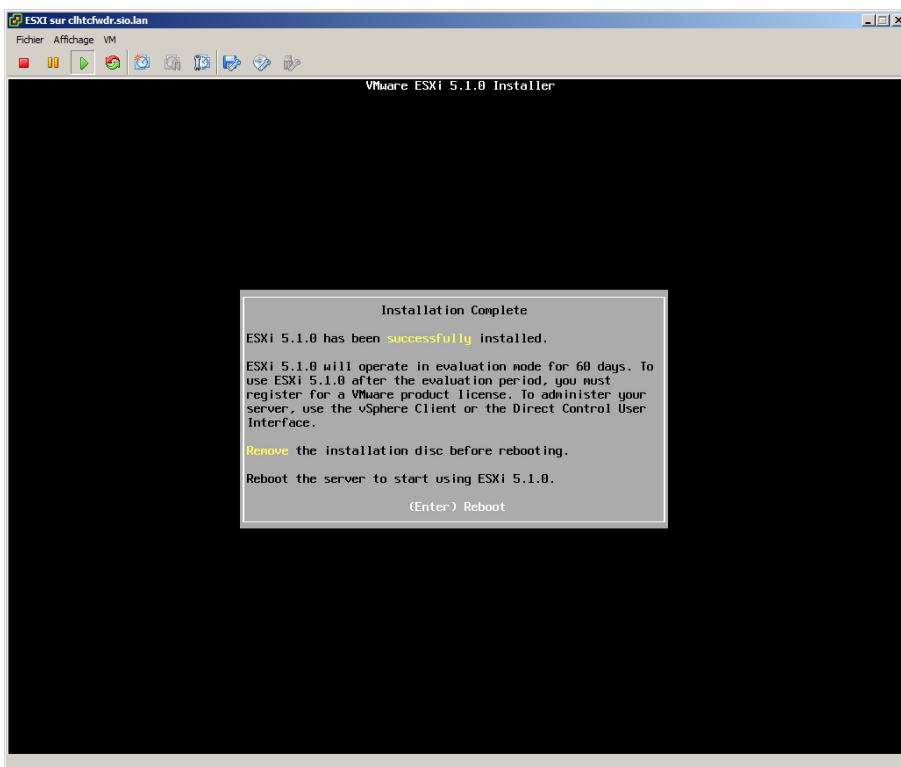 ESXI sur clhtcfwdr.sio.lan
Fichier Affichage VM
VMware ESXi 5.1.0 Installer
Installation Complete
ESXi 5.1.0 has been successfully installed.
ESXi 5.1.0 will operate in evaluation mode for 60 days. To
use ESXi 5.1.0 after the evaluation period, you must
register for a VMware product license. To administer your
server, use the vSphere Client or the Direct Control User
Interface.
Remove the installation disc before rebooting.
Reboot the server to start using ESXi 5.1.0.
(Enter) Reboot